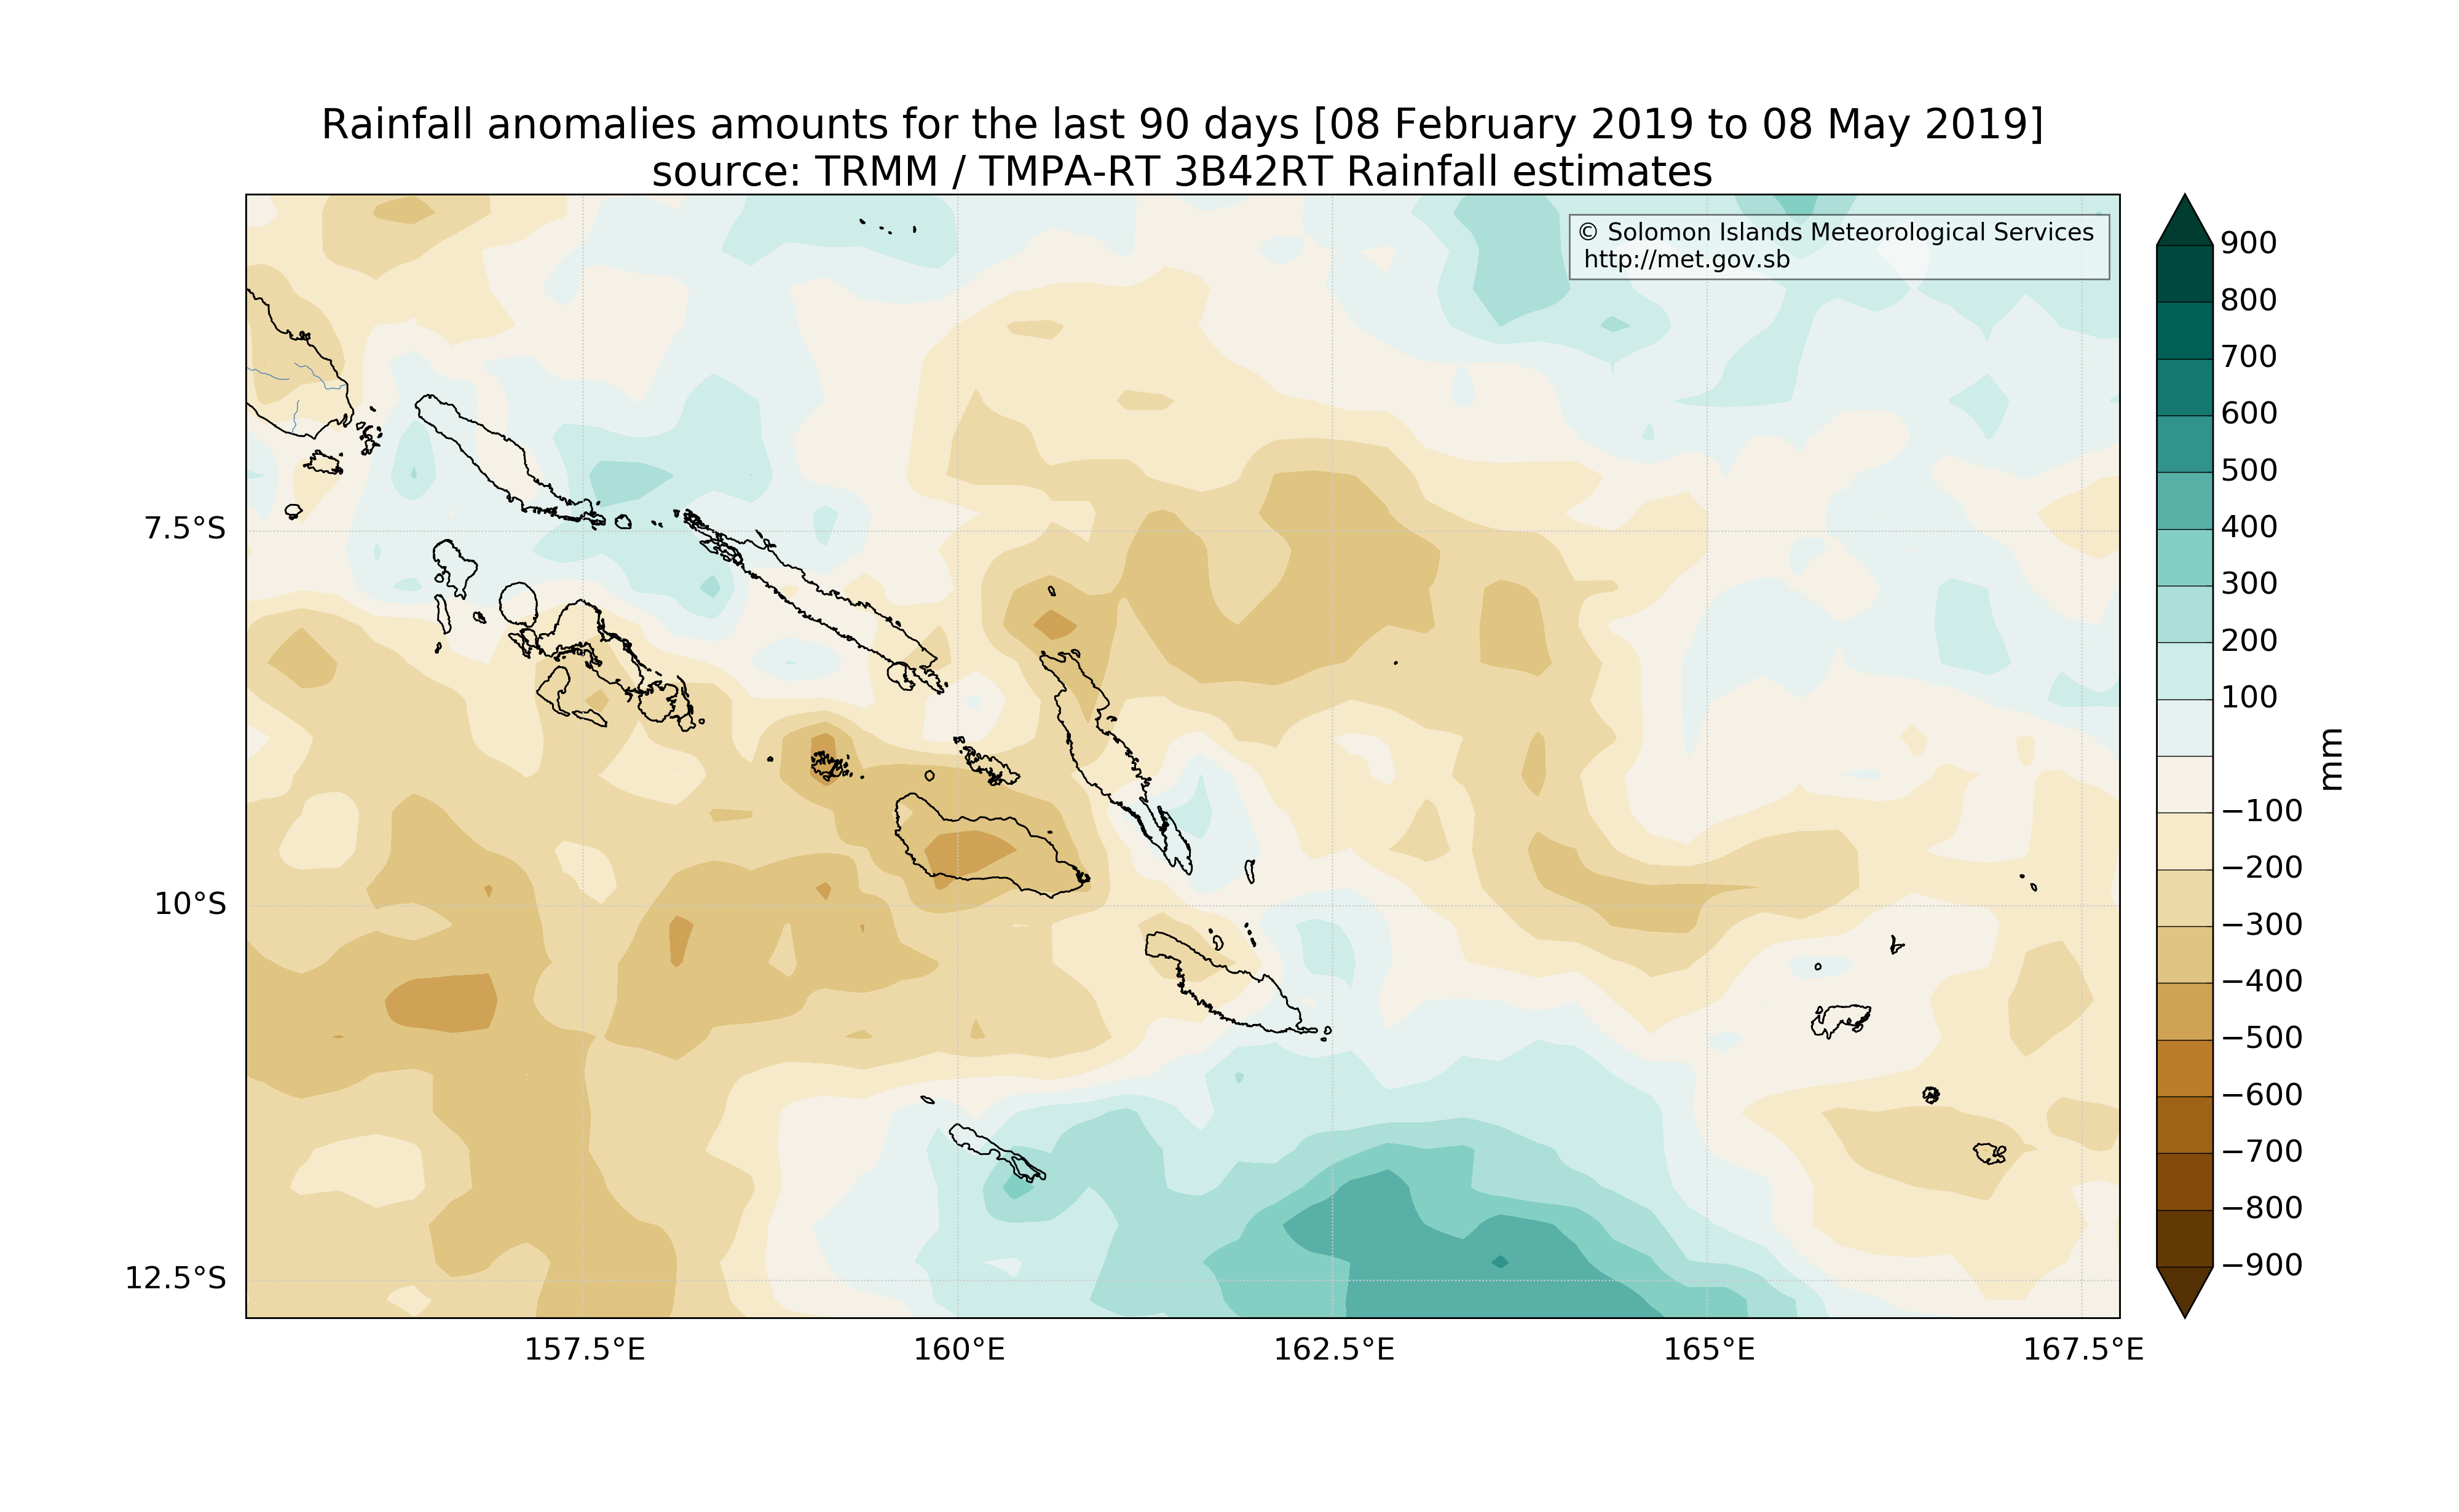 Rainfall anomalies amounts for the last 90 days [08 February 2019 to 08 May 2019]
source: TRMM / TMPA-RT 3B42RT Rainfall estimates
© Solomon Islands Meteorological Services
http://met.gov.sb
7.5°S
10°S
12.5°S
157.5°E
160°E
162.5°E
165°E
167.5°E
900
800
700
600
500
400
300
200
100
−100
−200
−300
−400
−500
−600
−700
−800
−900
mm